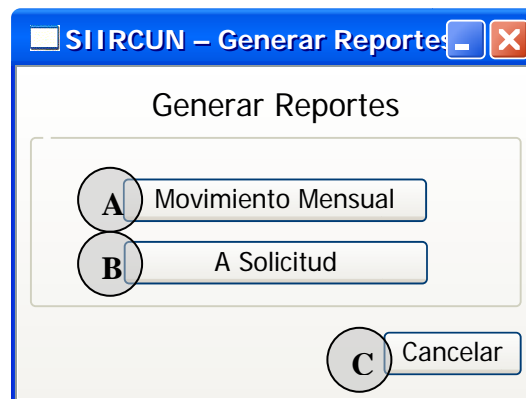 SIIRCUN – Generar Reportes
Generar Reportes
A Movimiento Mensual
B A Solicitud
C Cancelar